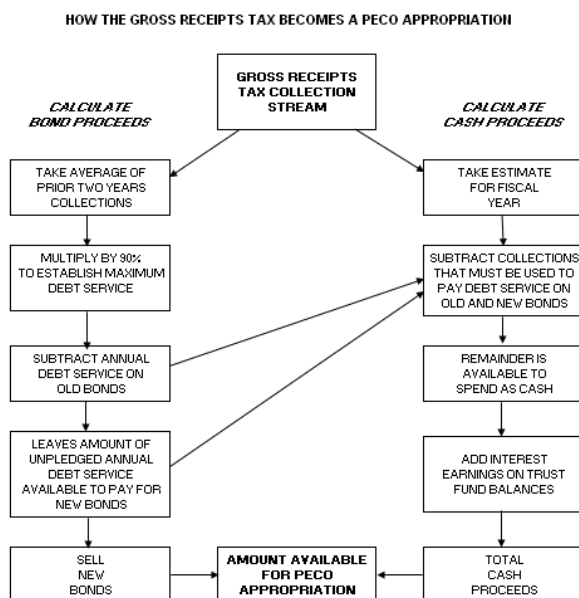 HOW THE GROSS RECEIPTS TAX BECOMES A PECO APPROPRIATION
GROSS RECEIPTS
TAX COLLECTION
STREAM
CALCULATE
BOND PROCEEDS
TAKE AVERAGE OF
PRIOR TWO YEARS
COLLECTIONS
MULTIPLY BY 90%
TO ESTABLISH MAXIMUM
DEBT SERVICE
SUBTRACT ANNUAL
DEBT SERVICE ON
OLD BONDS
LEAVES AMOUNT OF
UNPLEDGED ANNUAL
DEBT SERVICE
AVAILABLE TO PAY FOR
NEW BONDS
SELL
NEW
BONDS
CALCULATE
CASH PROCEEDS
TAKE ESTIMATE
FOR FISCAL
YEAR
SUBTRACT COLLECTIONS
THAT MUST BE USED TO
PAY DEBT SERVICE ON
OLD AND NEW BONDS
REMAINDER IS
AVAILABLE TO
SPEND AS CASH
ADD INTEREST
EARNINGS ON TRUST
FUND BALANCES
TOTAL
CASH
PROCEEDS
AMOUNT AVAILABLE
FOR PECO
APPROPRIATION